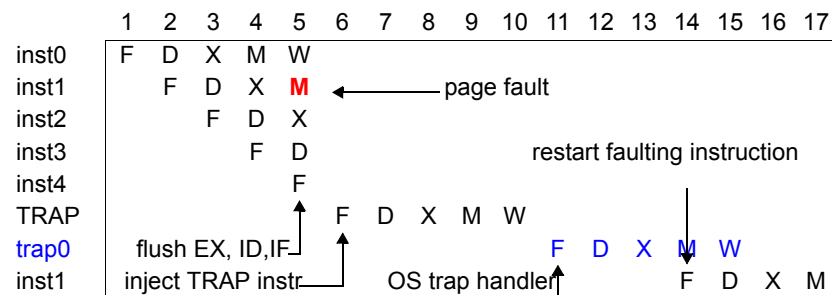 1 2 3 4 5 6 7 8 9 10 11 12 13 14 15 16 17
inst0 F D X M W
inst1 F D X M page fault
inst2 F D X
inst3 F D restart faulting instruction
inst4 F
TRAP F D X M W
trap0 flush EX, ID,IF F D X M W
inst1 inject TRAP instr OS trap handler F D X M